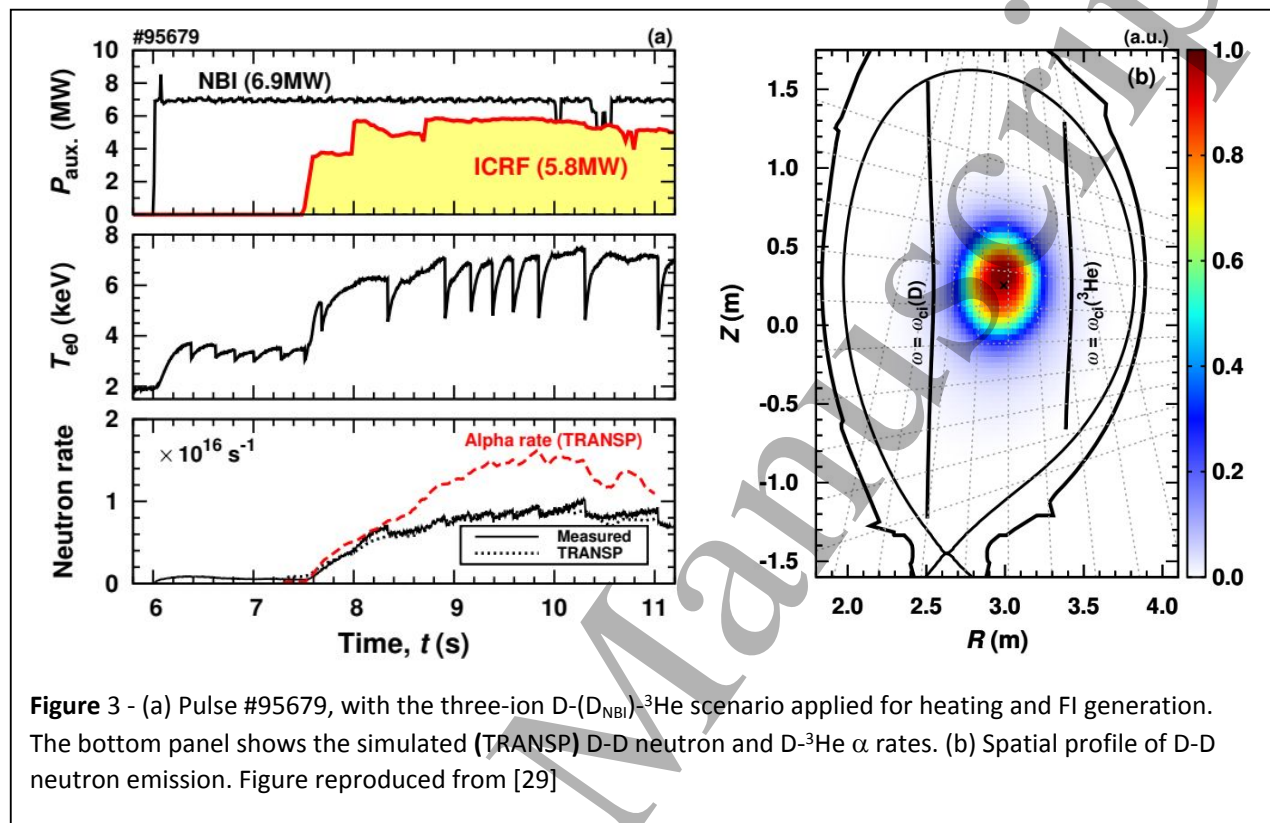 #95679
(a)
10
8
6
4
2
0
P_aux. (MW)
NBI (6.9MW)
ICRF (5.8MW)
8
6
4
2
T_e0 (keV)
2
1
0
Neutron rate
× 10^16 s^-1
Alpha rate (TRANSP)
Measured
TRANSP
6 7 8 9 10 11
Time, t (s)
(a.u.)
(b)
1.5
1.0
0.5
0.0
-0.5
-1.0
-1.5
Z (m)
ω = ω_ci(D)
ω = ω_ci(³He)
2.0 2.5 3.0 3.5 4.0
R (m)
1.0
0.8
0.6
0.4
0.2
0.0
Manuscrip
Figure 3 - (a) Pulse #95679, with the three-ion D-(D_NBI)-³He scenario applied for heating and FI generation.
The bottom panel shows the simulated (TRANSP) D-D neutron and D-³He α rates. (b) Spatial profile of D-D
neutron emission. Figure reproduced from [29]